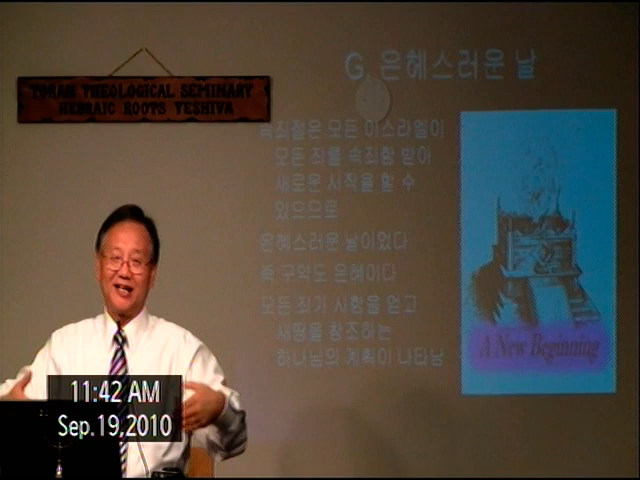 TORAH THEOLOGICAL SEMINARY
HEBRAIC ROOTS YESHIVA
G. 은혜스러운 날
속죄절은 모든 이스라엘이
모든 죄를 속죄함 받아
새로운 시작을 할 수
있으므로
은혜스러운 날이었다
즉 구약도 은혜이다
모든 죄가 사함을 얻고
새땅을 창조하는
하나님의 계획이 나타남
A New Beginning
11:42 AM
Sep.19,2010